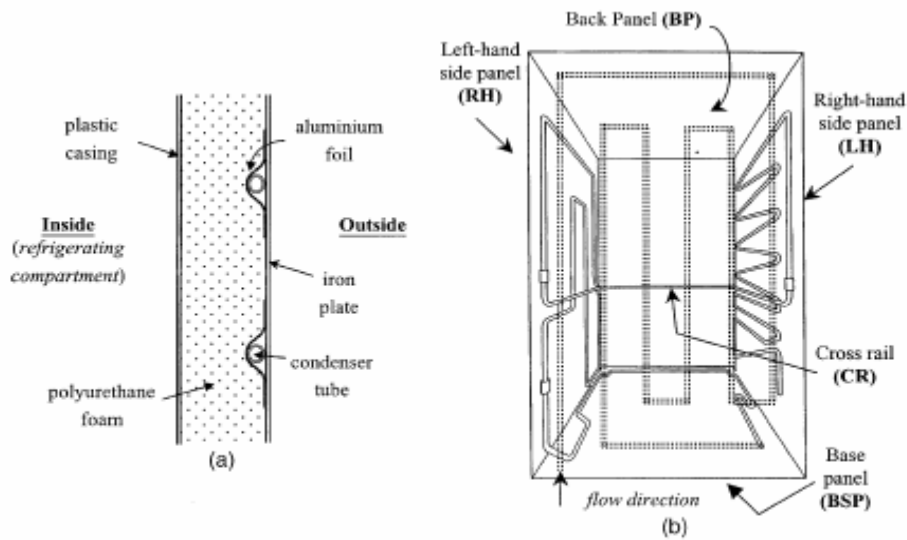 plastic
casing
aluminium
foil
Inside
(refrigerating
compartment)
Outside
iron
plate
condenser
tube
polyurethane
foam
(a)
Back Panel (BP)
Left-hand
side panel
(RH)
Right-hand
side panel
(LH)
Cross rail
(CR)
Base
panel
(BSP)
flow direction
(b)